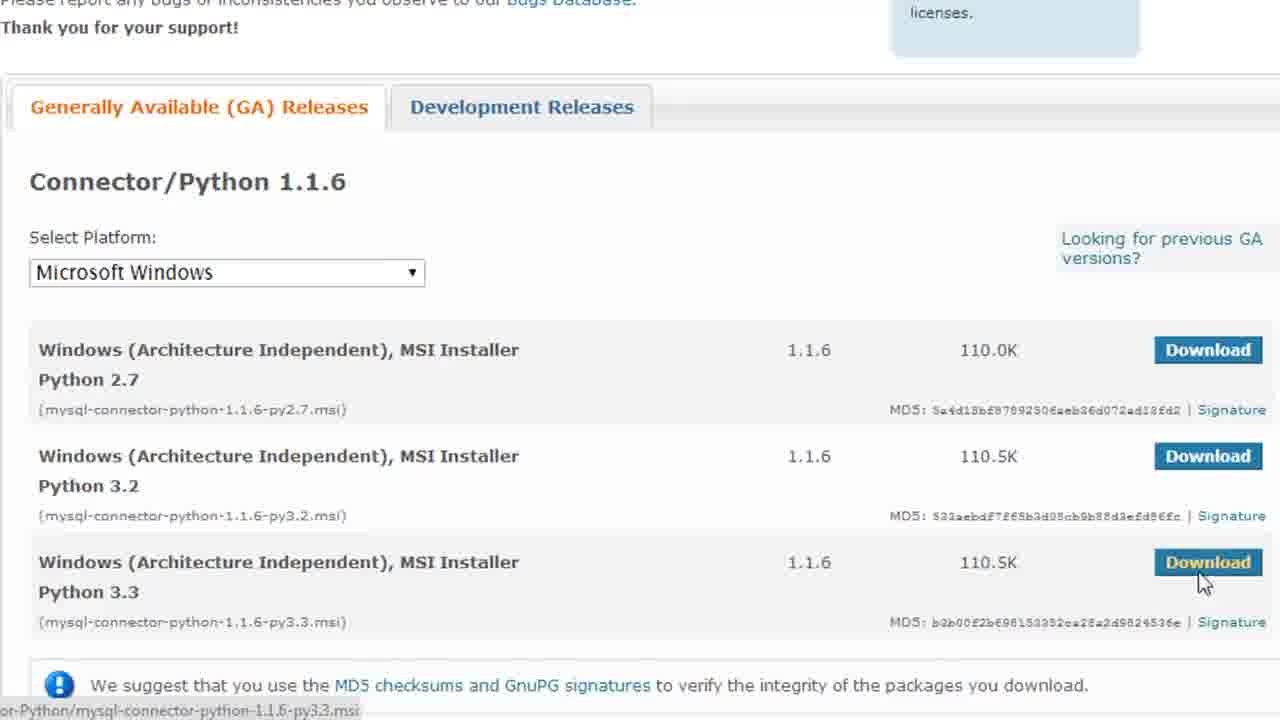 Please report any bugs or inconsistencies you observe to our Bugs Database.
Thank you for your support!
licenses.
Generally Available (GA) Releases
Development Releases
Connector/Python 1.1.6
Select Platform:
Looking for previous GA
versions?
Microsoft Windows
Windows (Architecture Independent), MSI Installer 1.1.6 110.0K Download
Python 2.7
(mysql-connector-python-1.1.6-py2.7.msi) MD5: | Signature
Windows (Architecture Independent), MSI Installer 1.1.6 110.5K Download
Python 3.2
(mysql-connector-python-1.1.6-py3.2.msi) MD5: | Signature
Windows (Architecture Independent), MSI Installer 1.1.6 110.5K Download
Python 3.3
(mysql-connector-python-1.1.6-py3.3.msi) MD5: | Signature
We suggest that you use the MD5 checksums and GnuPG signatures to verify the integrity of the packages you download.
or-Python/mysql-connector-python-1.1.6-py3.3.msi